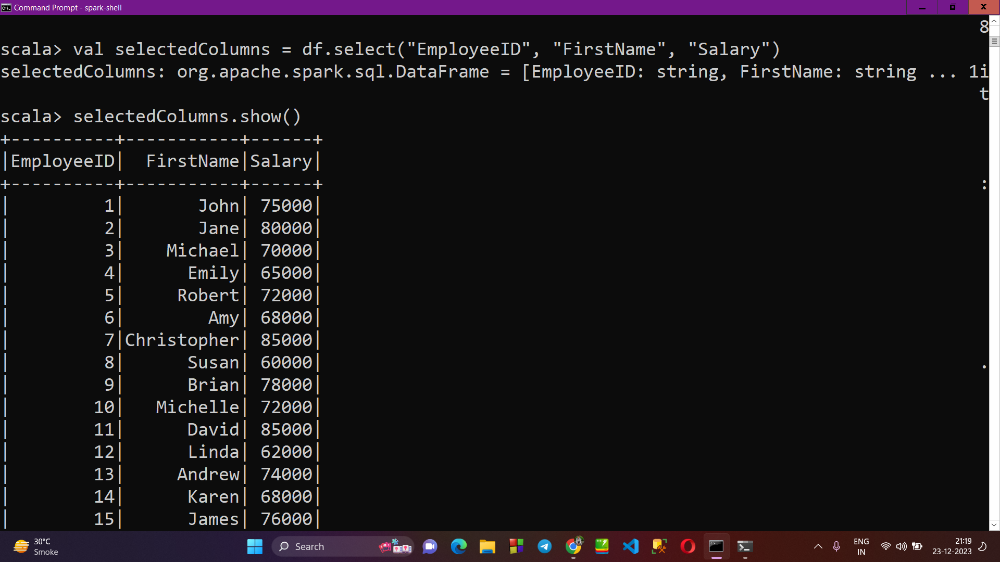 Command Prompt - spark-shell
8
scala> val selectedColumns = df.select("EmployeeID", "FirstName", "Salary")
selectedColumns: org.apache.spark.sql.DataFrame = [EmployeeID: string, FirstName: string ... 1i
t
scala> selectedColumns.show()
+----------+-----------+------+
|EmployeeID|  FirstName|Salary|
+----------+-----------+------+
:
|         1|       John| 75000|
|         2|       Jane| 80000|
|         3|    Michael| 70000|
|         4|      Emily| 65000|
|         5|     Robert| 72000|
|         6|        Amy| 68000|
|         7|Christopher| 85000|
|         8|      Susan| 60000|
.
|         9|      Brian| 78000|
|        10|   Michelle| 72000|
|        11|      David| 85000|
|        12|      Linda| 62000|
|        13|     Andrew| 74000|
|        14|      Karen| 68000|
|        15|      James| 76000|
30°C
Smoke
Search
ENG
IN
21:19
23-12-2023